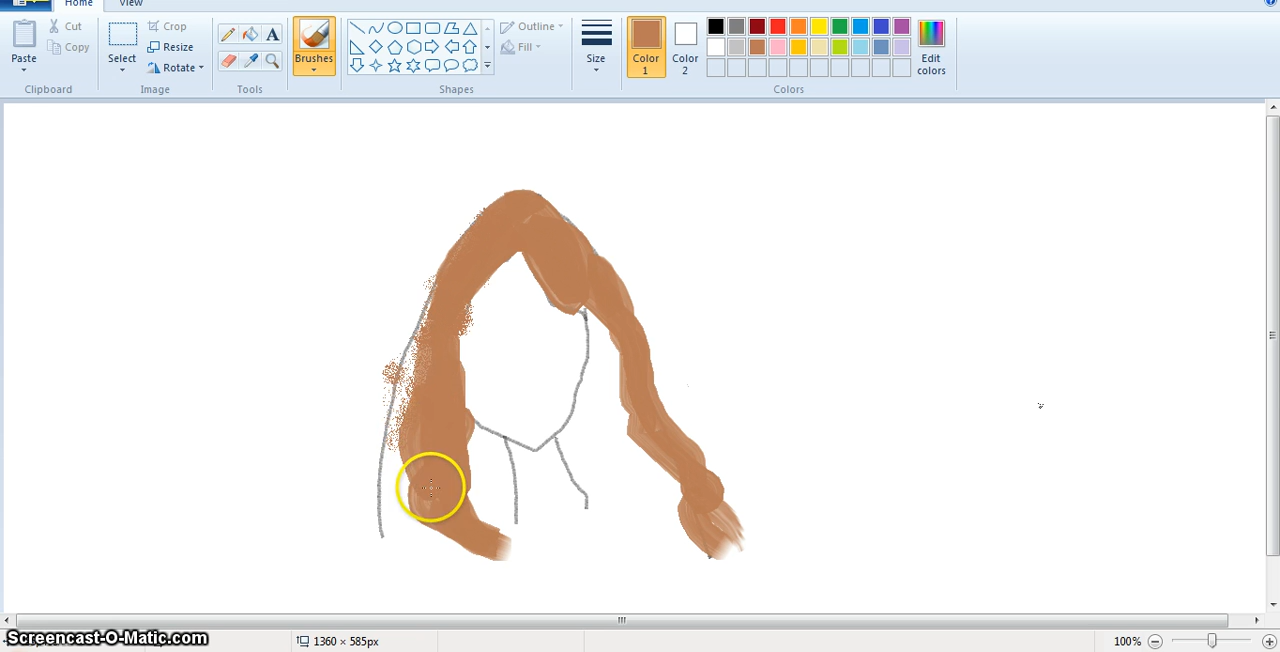 Home
View
Paste
Cut
Copy
Clipboard
Select
Crop
Resize
Rotate
Image
A
Tools
Brushes
Shapes
Outline
Fill
Size
Color 1
Color 2
Edit colors
Colors
Screencast-O-Matic.com
1360 × 585px
100%